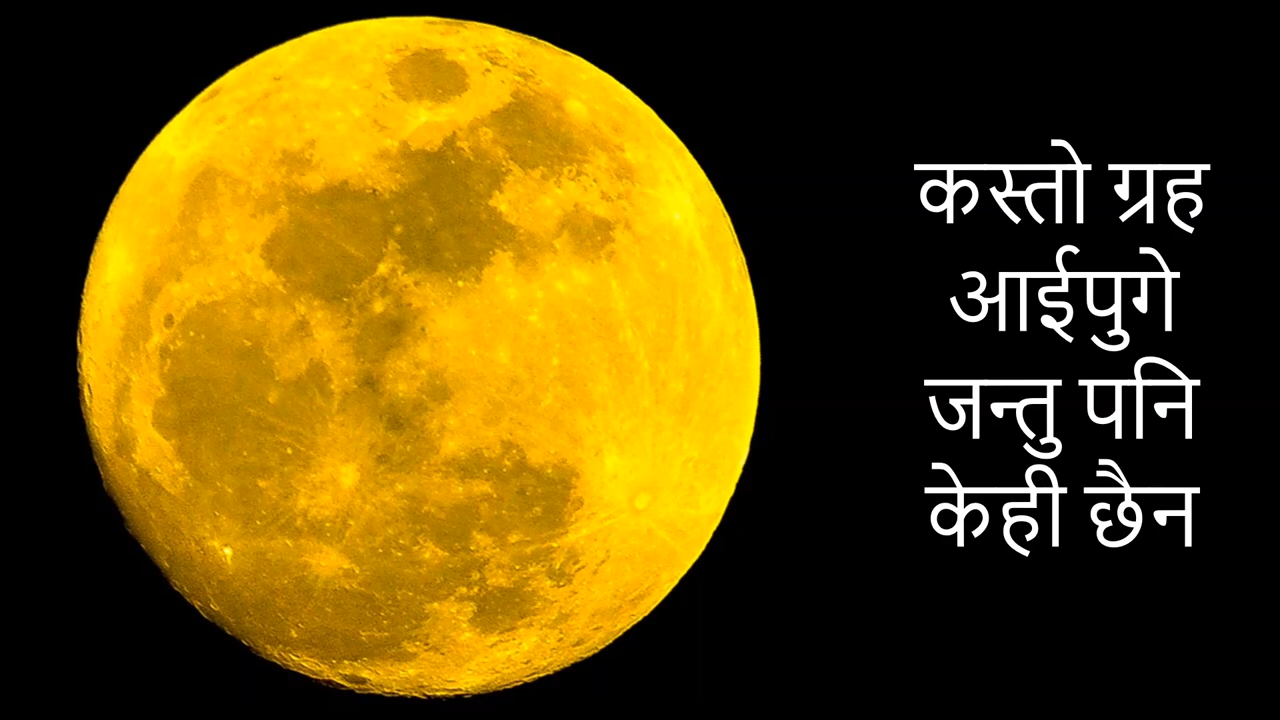 कस्तो ग्रह
आईपुगे
जन्तु पनि
केही छैन